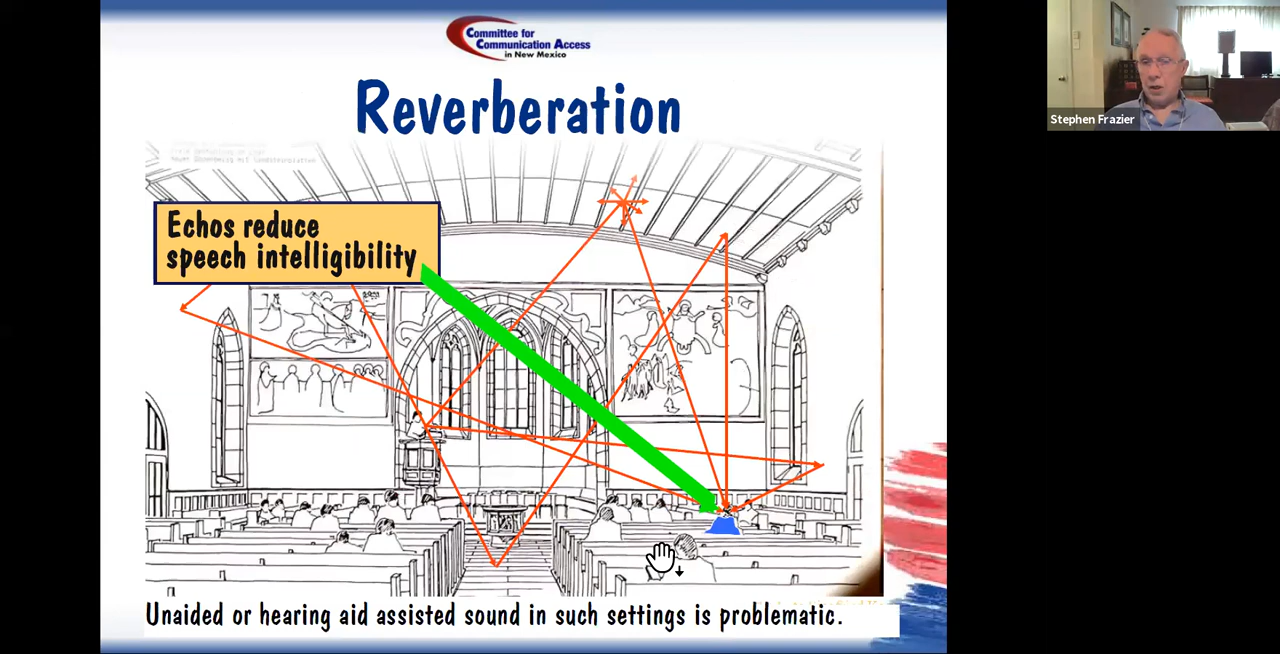 Committee for
Communication Access
in New Mexico
Reverberation
Echos reduce
speech intelligibility
Unaided or hearing aid assisted sound in such settings is problematic.
Stephen Frazier